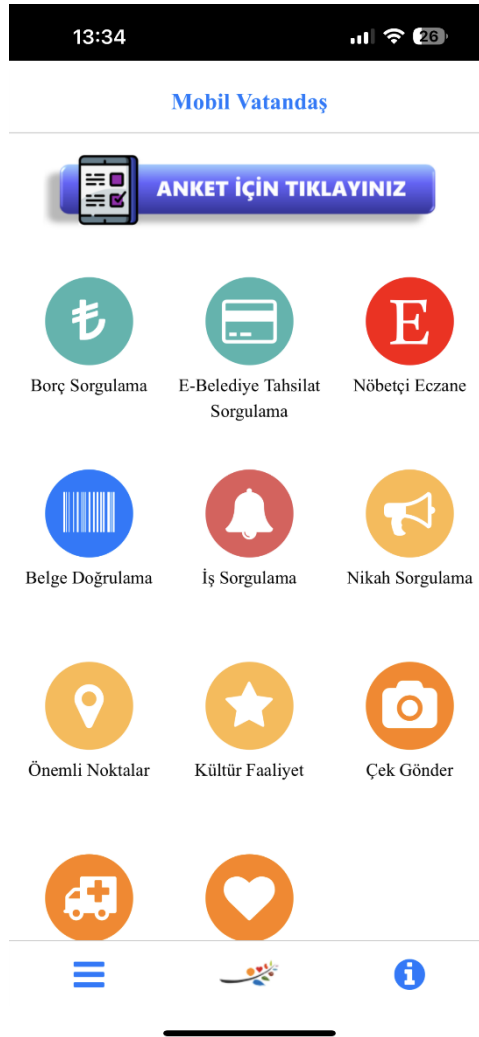 13:34
26
Mobil Vatandaş
ANKET İÇİN TIKLAYINIZ
₺
E
Borç Sorgulama
E-Belediye Tahsilat
Sorgulama
Nöbetçi Eczane
Belge Doğrulama
İş Sorgulama
Nikah Sorgulama
Önemli Noktalar
Kültür Faaliyet
Çek Gönder